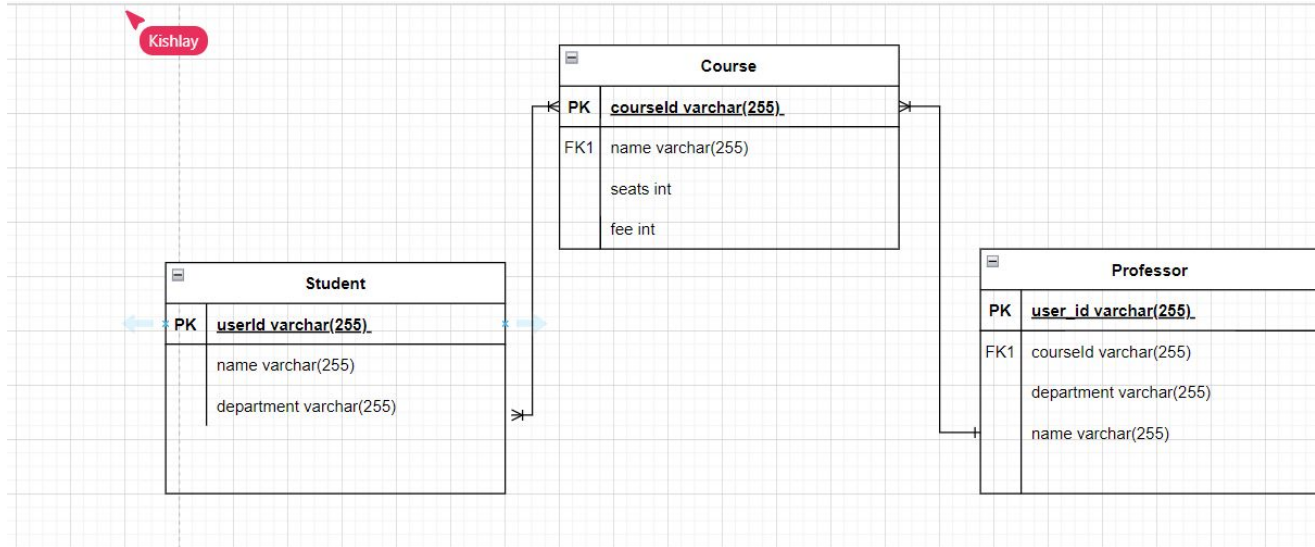 Kishlay
Course
PK courseId varchar(255)
FK1 name varchar(255)
seats int
fee int
Student
PK userId varchar(255)
name varchar(255)
department varchar(255)
Professor
PK user_id varchar(255)
FK1 courseId varchar(255)
department varchar(255)
name varchar(255)